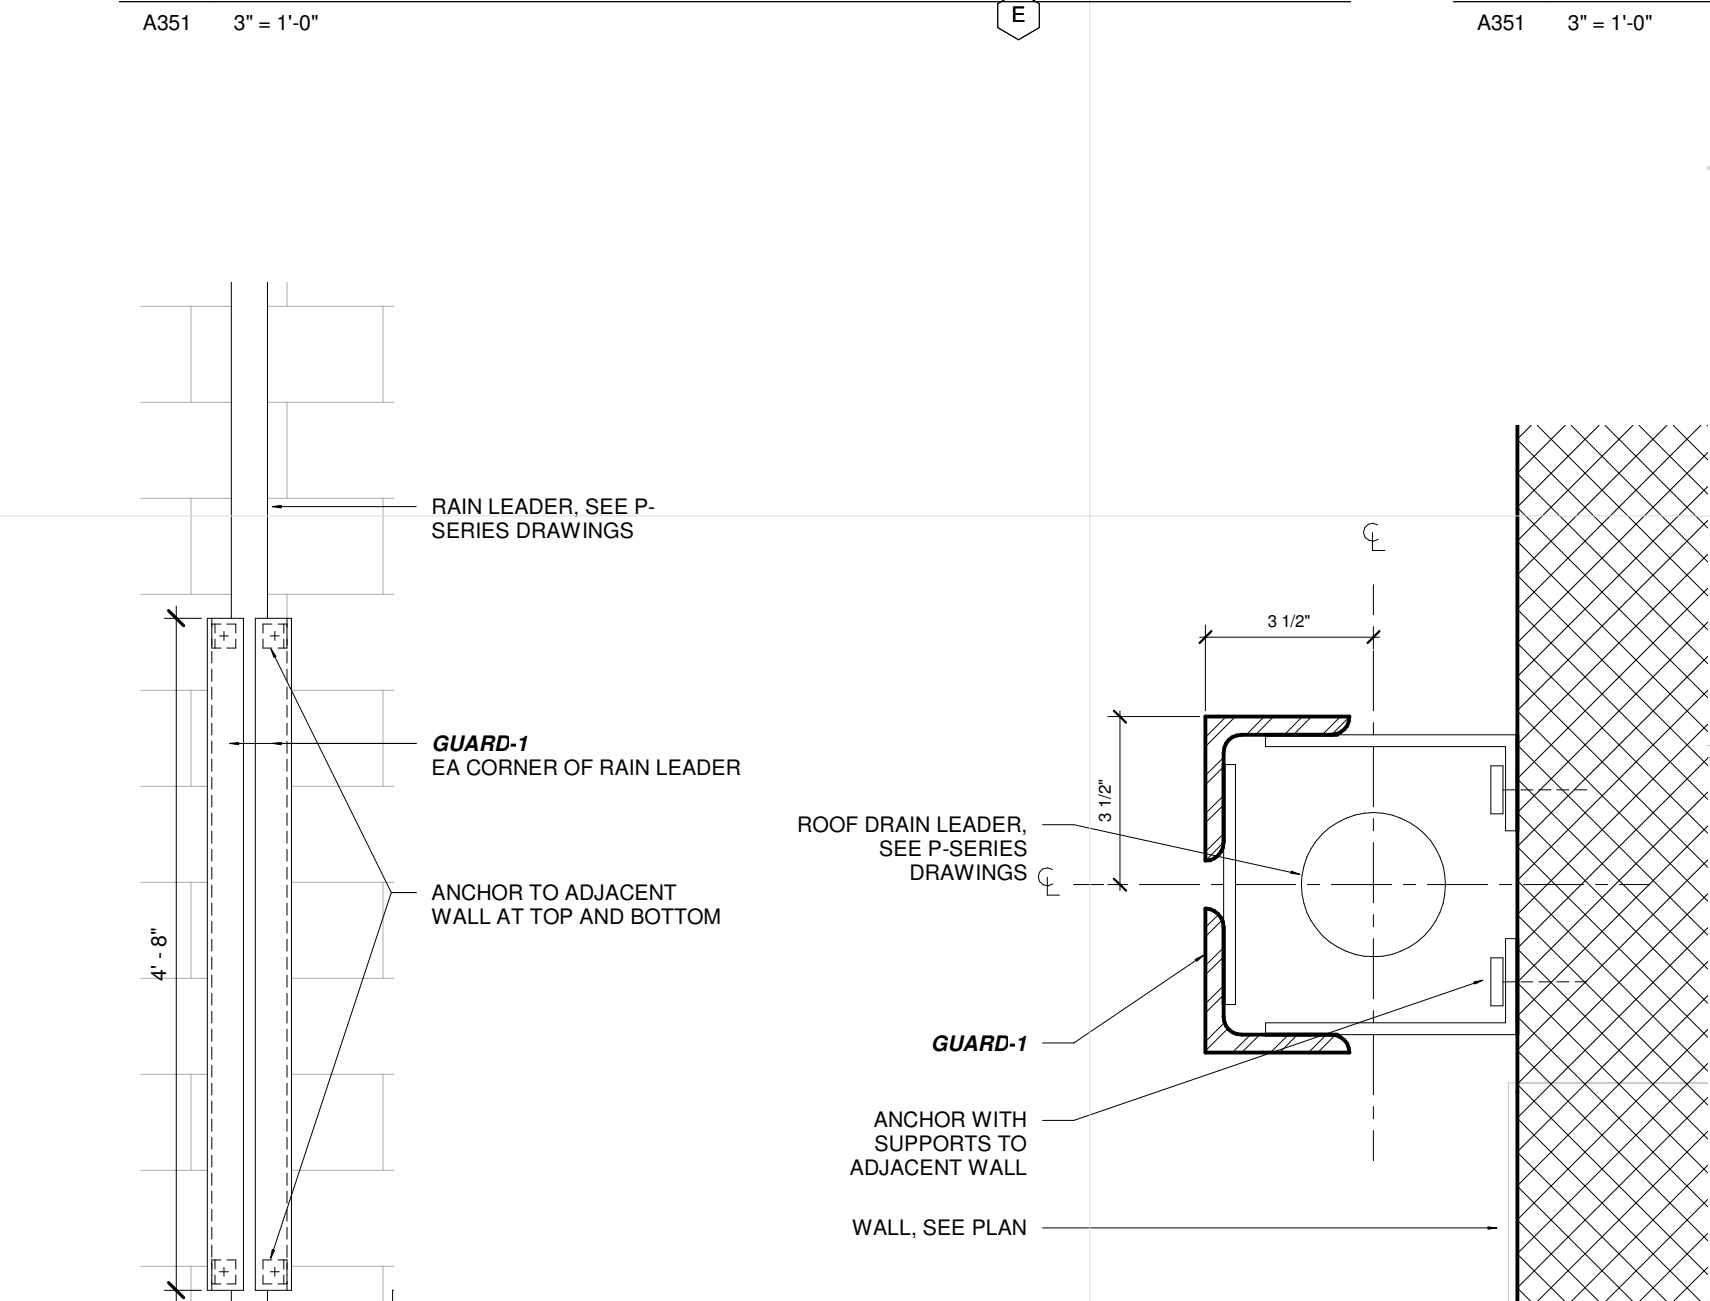 A351 3" = 1'-0"
E
A351 3" = 1'-0"
RAIN LEADER, SEE P-
SERIES DRAWINGS
GUARD-1
EA CORNER OF RAIN LEADER
ANCHOR TO ADJACENT
WALL AT TOP AND BOTTOM
4' - 8"
CL
3 1/2"
3 1/2"
ROOF DRAIN LEADER,
SEE P-SERIES
DRAWINGS
CL
GUARD-1
ANCHOR WITH
SUPPORTS TO
ADJACENT WALL
WALL, SEE PLAN